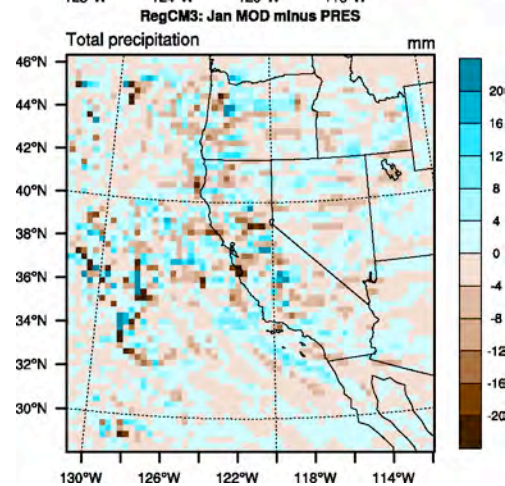 RegCM3: Jan MOD minus PRES
Total precipitation mm
46°N
44°N
42°N
40°N
38°N
36°N
34°N
32°N
30°N
130°W 126°W 122°W 118°W 114°W
20
16
12
8
4
0
-4
-8
-12
-16
-20